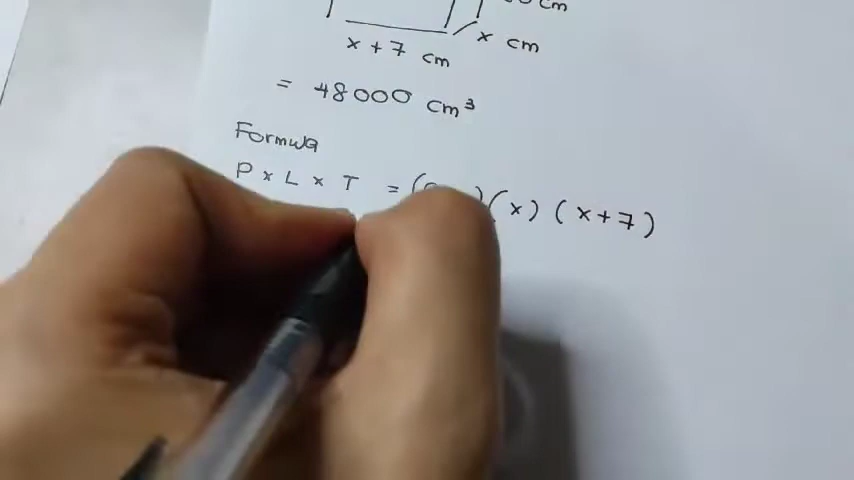 cm
x + 7 cm x cm
= 48000 cm³
Formula
P × L × T = ( )(x) (x+7)